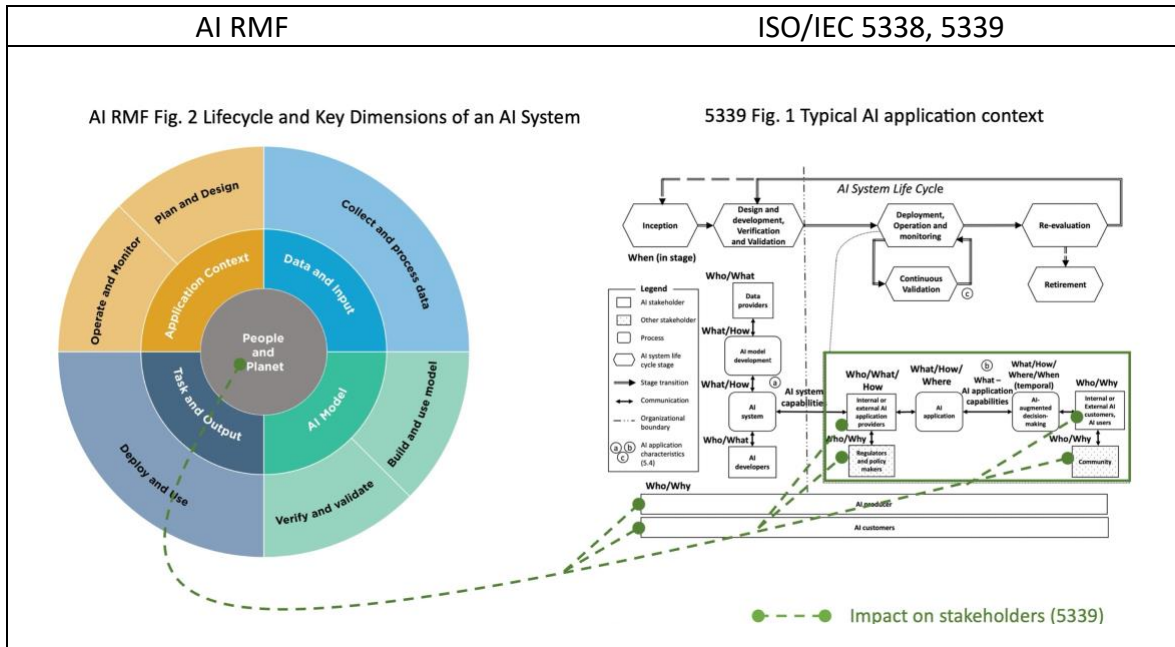 AI RMF
ISO/IEC 5338, 5339
AI RMF Fig. 2 Lifecycle and Key Dimensions of an AI System
5339 Fig. 1 Typical AI application context
Plan and Design
Collect and process data
Operate and Monitor
Application Context
Data and Input
People
and
Planet
Task and Output
AI Model
Deploy and Use
Build and use model
Verify and validate
AI System Life Cycle
Inception
Design and
development,
Verification
and Validation
Deployment,
Operation and
monitoring
Re-evaluation
When (in stage)
Continuous
Validation
c
Retirement
Legend
AI stakeholder
Other stakeholder
Process
AI system life
cycle stage
Stage transition
Communication
Organizational
boundary
a b
c
AI application
characteristics
(5.4)
Who/What
Data
providers
What/How
AI model
development
a
What/How
AI
system
Who/What
AI
developers
AI system
capabilities
Who/What/
How
Internal or
external AI
application
providers
Who/Why
Regulators
and policy
makers
What/How/
Where
AI
application
b
What –
AI application
capabilities
What/How/
Where/When
(temporal)
AI-
augmented
decision-
making
Who/Why
Internal or
External AI
customers,
AI users
Who/Why
Community
Who/Why
AI producer
AI customers
Impact on stakeholders (5339)